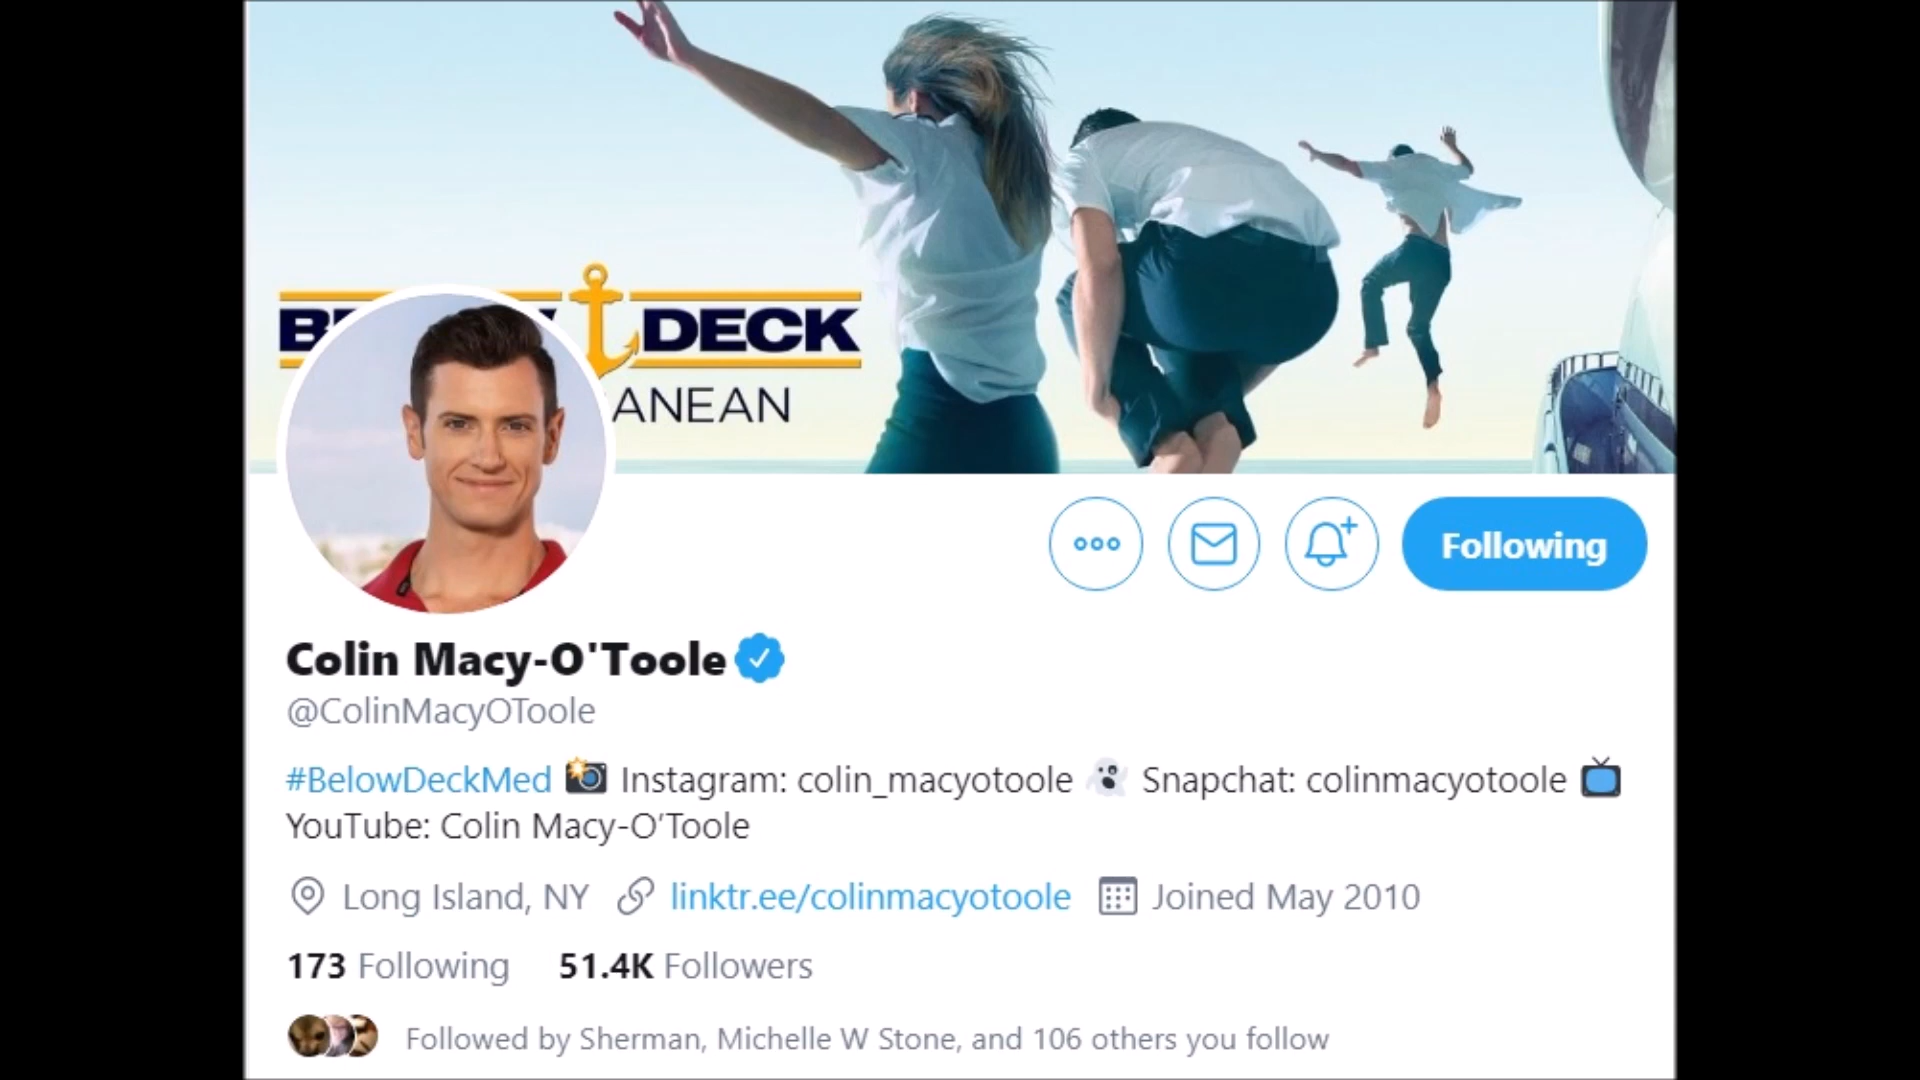 DECK
ANEAN
Following
Colin Macy-O'Toole
@ColinMacyOToole
#BelowDeckMed 📸 Instagram: colin_macyotoole 👻 Snapchat: colinmacyotoole 📺
YouTube: Colin Macy-O’Toole
Long Island, NY linktr.ee/colinmacyotoole Joined May 2010
173 Following 51.4K Followers
Followed by Sherman, Michelle W Stone, and 106 others you follow